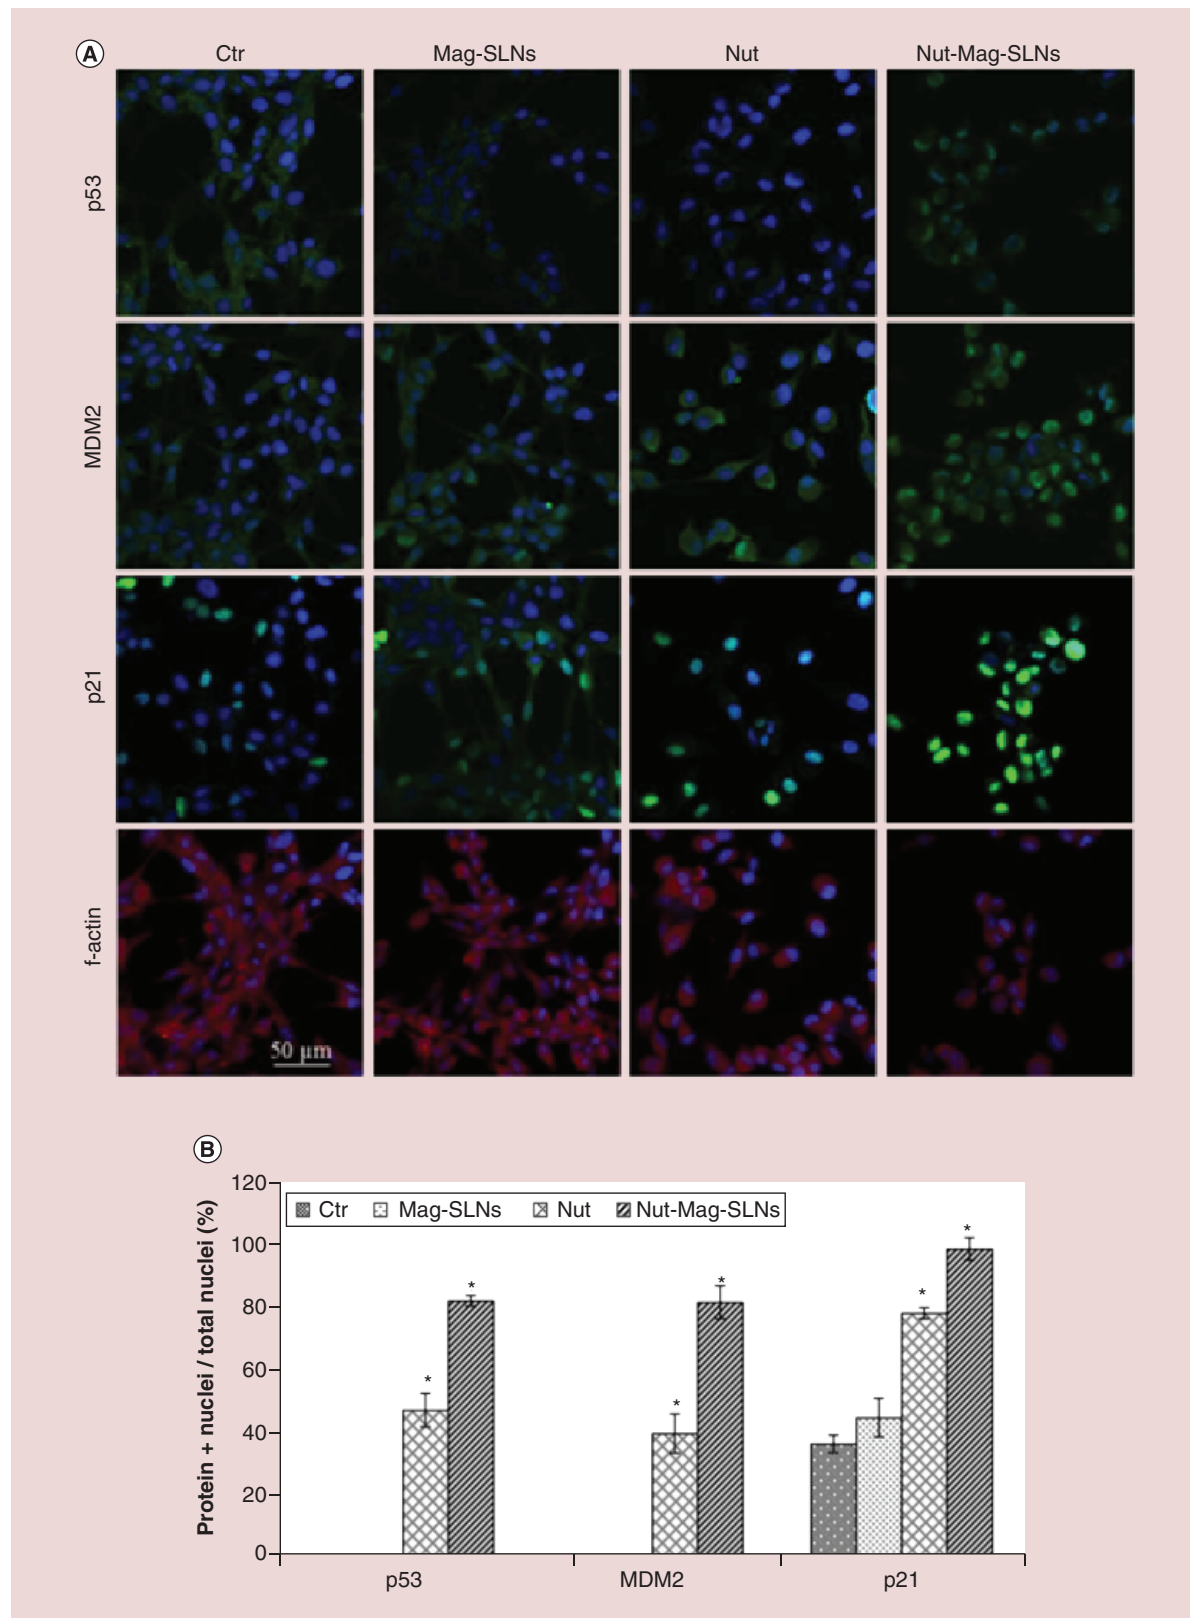 A
Ctr
Mag-SLNs
Nut
Nut-Mag-SLNs
p53
MDM2
p21
f-actin
50 µm
B
Protein + nuclei / total nuclei (%)
120
100
80
60
40
20
0
Ctr
Mag-SLNs
Nut
Nut-Mag-SLNs
*
*
*
*
*
*
p53
MDM2
p21